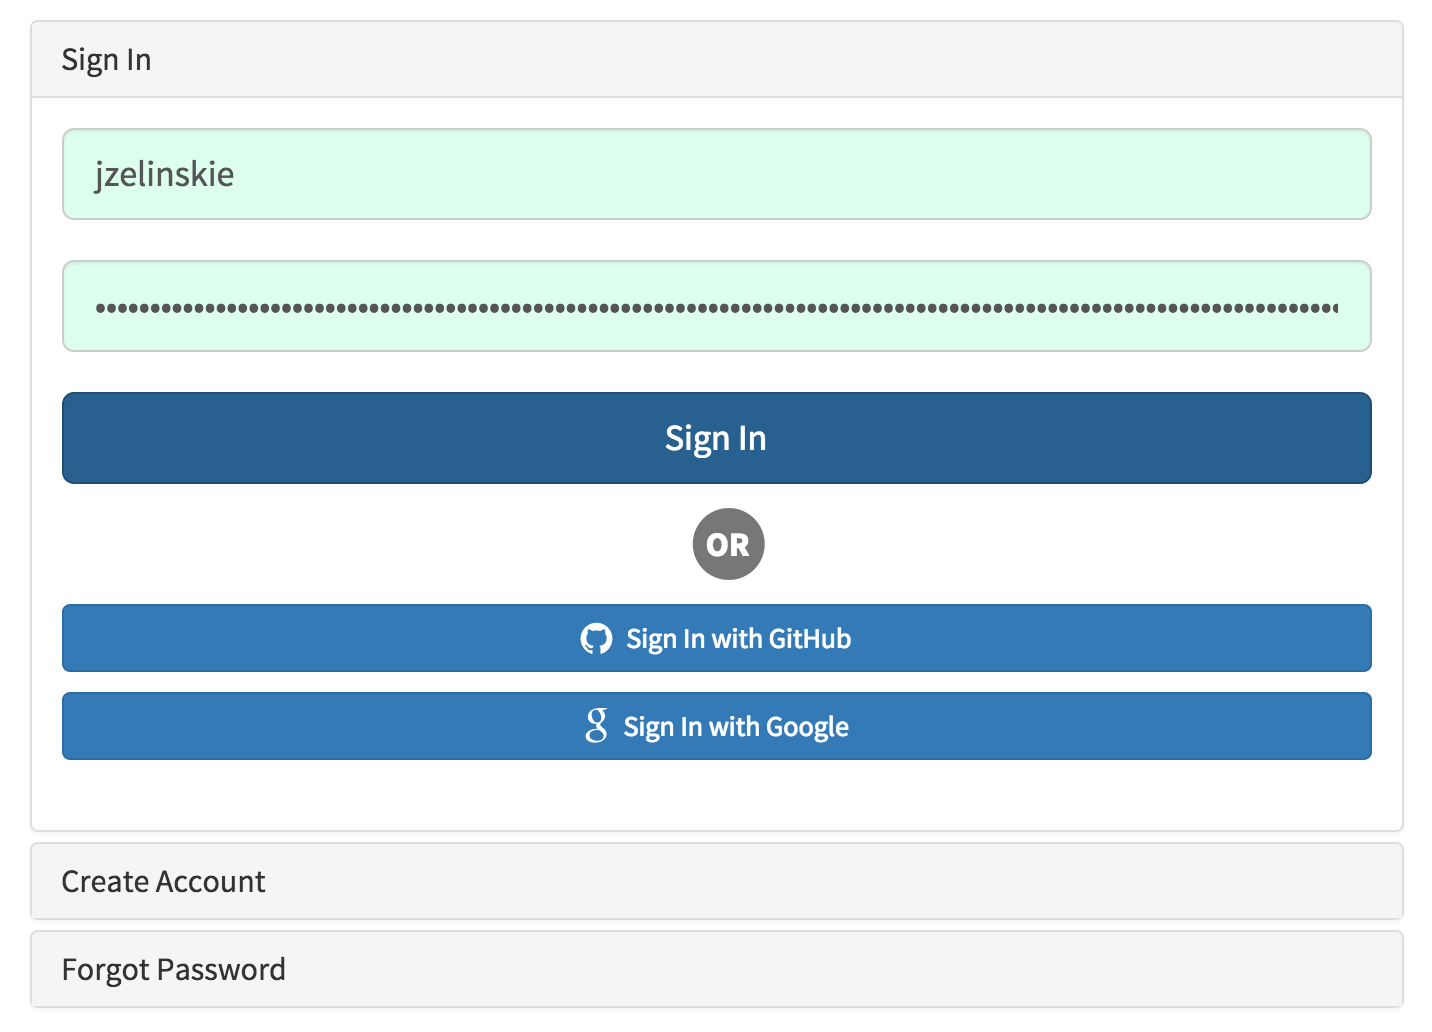 Sign In
jzelinskie
Sign In
OR
Sign In with GitHub
Sign In with Google
Create Account
Forgot Password